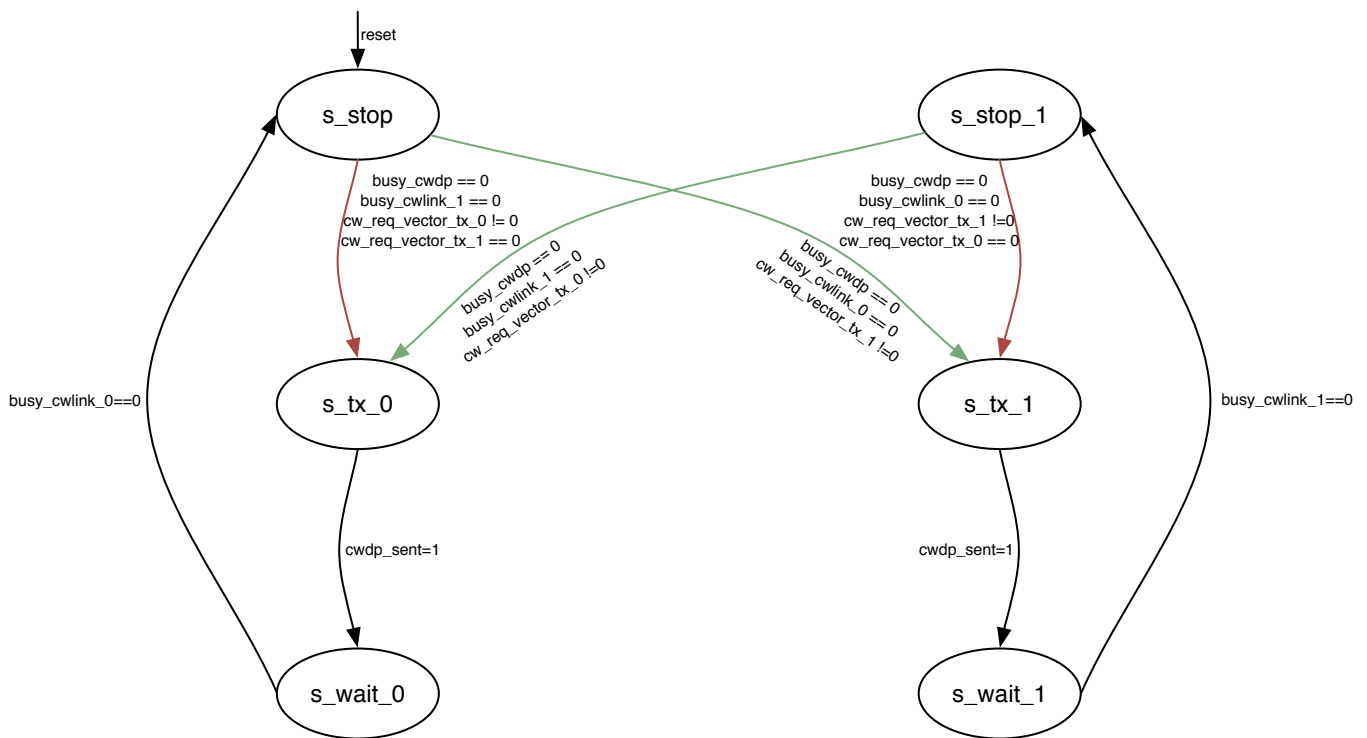 reset
s_stop
s_stop_1
busy_cwdp == 0
busy_cwlink_1 == 0
cw_req_vector_tx_0 != 0
cw_req_vector_tx_1 == 0
busy_cwdp == 0
busy_cwlink_0 == 0
cw_req_vector_tx_1 !=0
cw_req_vector_tx_0 == 0
busy_cwdp == 0
busy_cwlink_1 == 0
cw_req_vector_tx_0 !=0
busy_cwdp == 0
busy_cwlink_0 == 0
cw_req_vector_tx_1 !=0
busy_cwlink_0==0
s_tx_0
s_tx_1
busy_cwlink_1==0
cwdp_sent=1
cwdp_sent=1
s_wait_0
s_wait_1